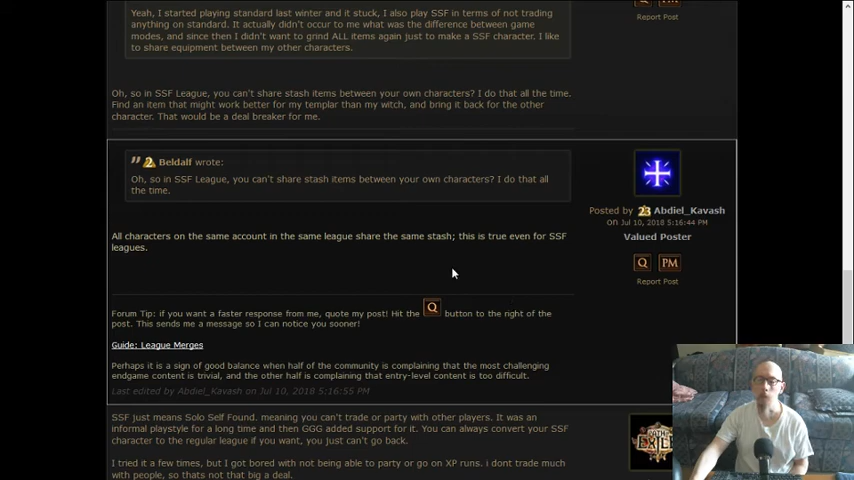 Yeah, I started playing standard last winter and it stuck, I also play SSF in terms of not trading
anything on standard. It actually didn't occur to me what was the difference between game
modes, and since then I didn't want to grind ALL items again just to make a SSF character. I like
to share equipment between my other characters.
Report Post
Oh, so in SSF League, you can't share stash items between your own characters? I do that all the time.
Find an item that might work better for my templar than my witch, and bring it back for the other
character. That would be a deal breaker for me.
" 2 Beldalf wrote:
Oh, so in SSF League, you can't share stash items between your own characters? I do that all
the time.
Posted by 23 Abdiel_Kavash
on Jul 10, 2018 5:16:44 PM
Valued Poster
Q PM
Report Post
All characters on the same account in the same league share the same stash; this is true even for SSF
leagues.
Forum Tip: if you want a faster response from me, quote my post! Hit the Q button to the right of the
post. This sends me a message so I can notice you sooner!
Guide: League Merges
Perhaps it is a sign of good balance when half of the community is complaining that the most challenging
endgame content is trivial, and the other half is complaining that entry-level content is too difficult.
Last edited by Abdiel_Kavash on Jul 10, 2018 5:16:55 PM
SSF just means Solo Self Found. meaning you can't trade or party with other players. It was an
informal playstyle for a long time and then GGG added support for it. You can always convert your SSF
character to the regular league if you want, you just can't go back.
I tried it a few times, but I got bored with not being able to party or go on XP runs. i dont trade much
with people, so thats not that big a deal.